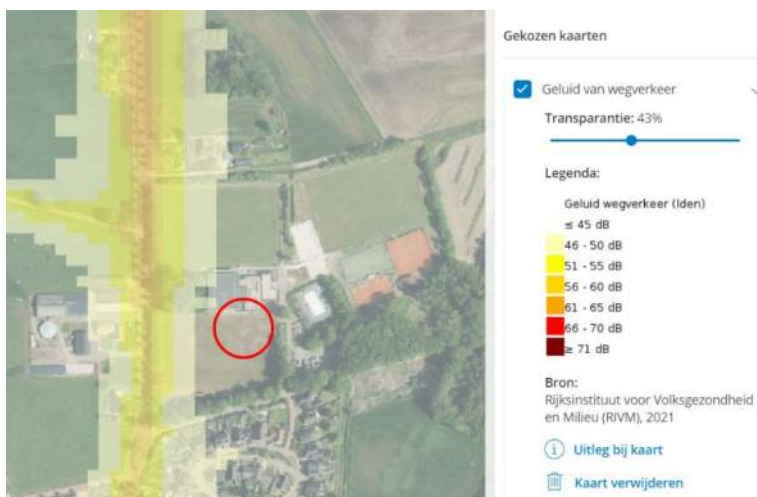 Gekozen kaarten
Geluid van wegverkeer
Transparantie: 43%
Legenda:
Geluid wegverkeer (lden)
≤ 45 dB
46 - 50 dB
51 - 55 dB
56 - 60 dB
61 - 65 dB
66 - 70 dB
≥ 71 dB
Bron:
Rijksinstituut voor Volksgezondheid
en Milieu (RIVM), 2021
Uitleg bij kaart
Kaart verwijderen